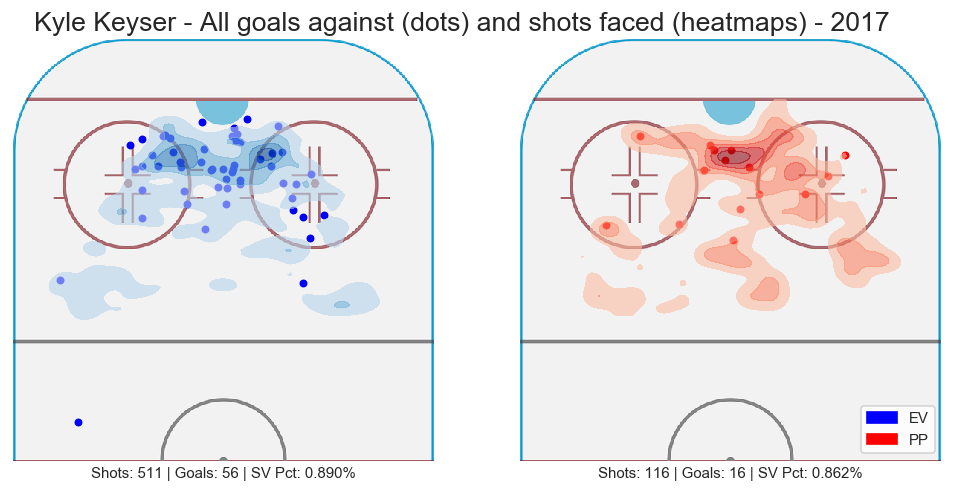 Kyle Keyser - All goals against (dots) and shots faced (heatmaps) - 2017
EV
PP
Shots: 511 | Goals: 56 | SV Pct: 0.890%
Shots: 116 | Goals: 16 | SV Pct: 0.862%